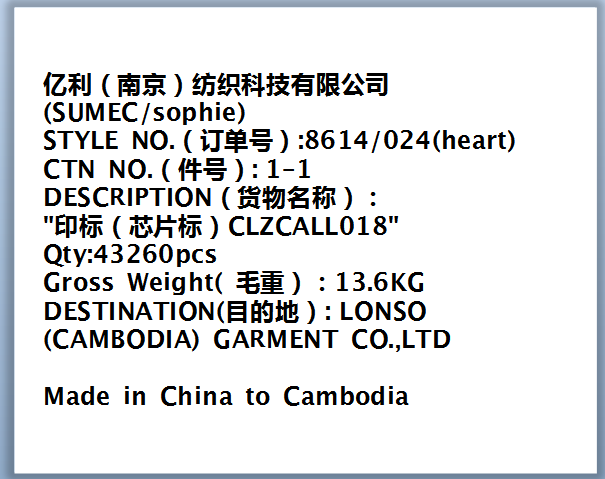 亿利（南京）纺织科技有限公司
(SUMEC/sophie)
STYLE NO.（订单号）:8614/024(heart)
CTN NO.（件号）: 1-1
DESCRIPTION（货物名称）：
"印标（芯片标）CLZCALL018"
Qty:43260pcs
Gross Weight( 毛重 ）：13.6KG
DESTINATION(目的地）: LONSO
(CAMBODIA) GARMENT CO.,LTD
Made in China to Cambodia